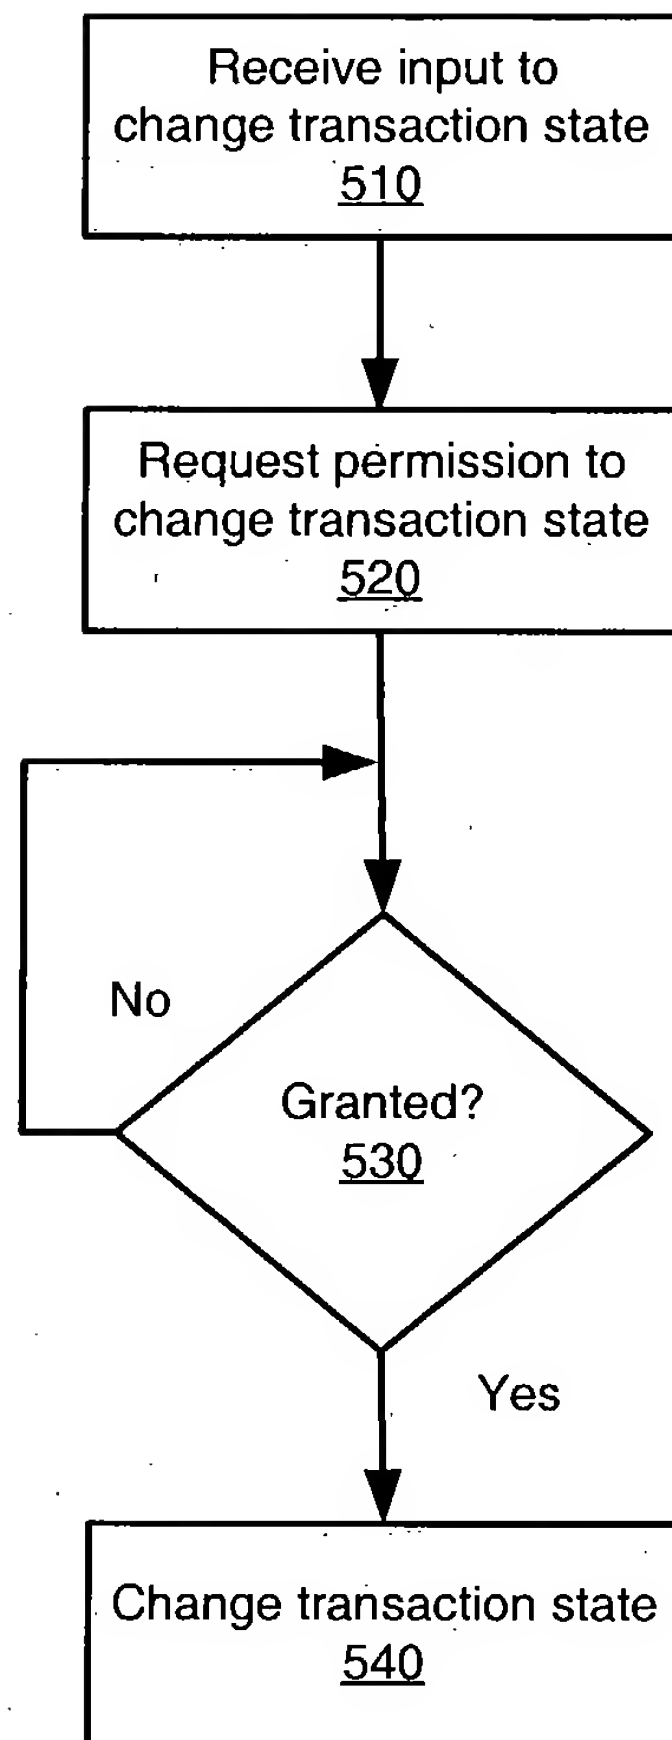 Receive input to
change transaction state
510
Request permission to
change transaction state
520
No
Granted?
530
Yes
Change transaction state
540